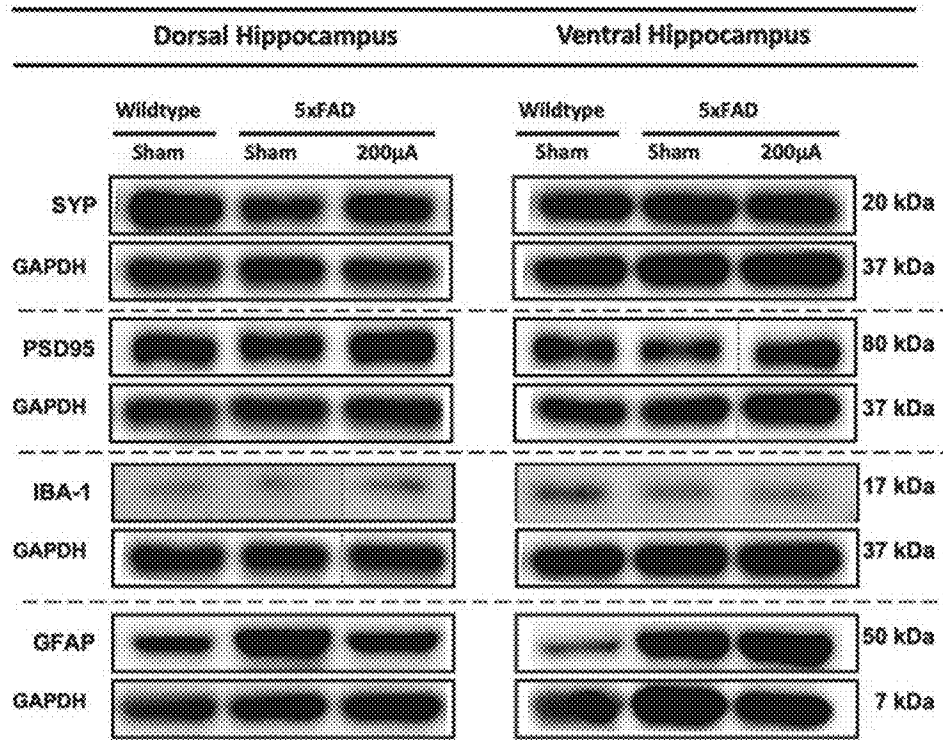 Dorsal Hippocampus Ventral Hippocampus
Wildtype 5xFAD Wildtype 5xFAD
Sham Sham 200µA Sham Sham 200µA
SYP 20 kDa
GAPDH 37 kDa
PSD95 80 kDa
GAPDH 37 kDa
IBA-1 17 kDa
GAPDH 37 kDa
GFAP 50 kDa
GAPDH 7 kDa